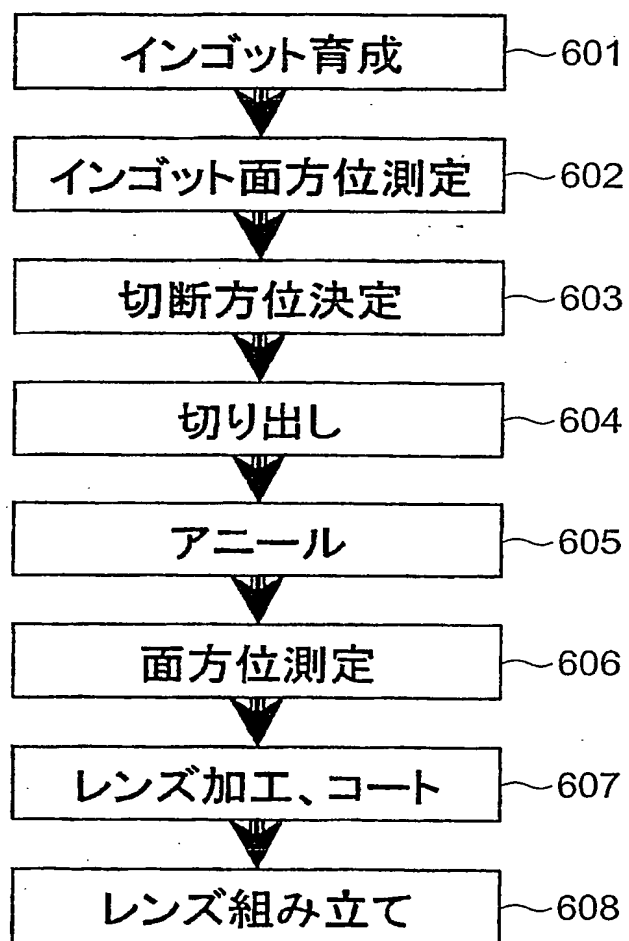 インゴット育成 601
インゴット面方位測定 602
切断方位決定 603
切り出し 604
アニール 605
面方位測定 606
レンズ加工、コート 607
レンズ組み立て 608